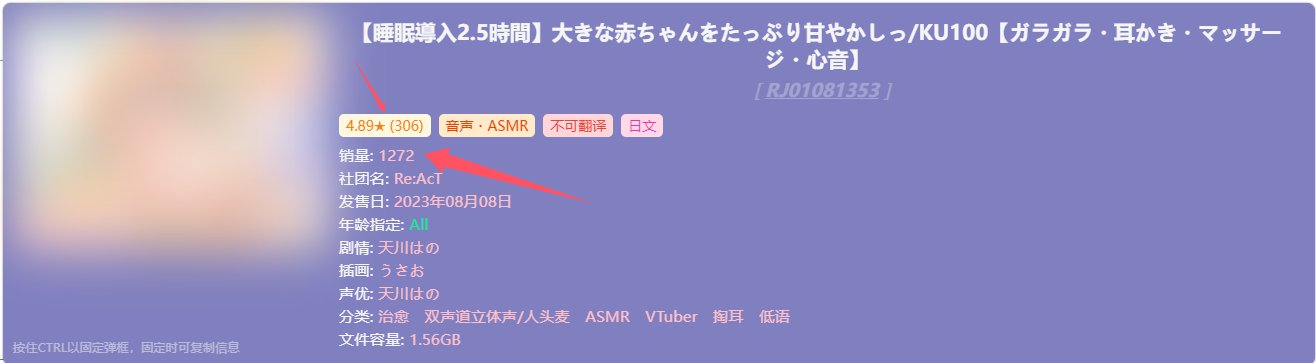 【睡眠導入2.5時間】大きな赤ちゃんをたっぷり甘やかしっ/KU100【ガラガラ・耳かき・マッサー
ジ・心音】
[ RJ01081353 ]
4.89★ (306) 音声・ASMR 不可翻译 日文
销量: 1272
社团名: Re:AcT
发售日: 2023年08月08日
年龄指定: All
剧情: 天川はの
插画: うさお
声优: 天川はの
分类: 治愈 双声道立体声/人头麦 ASMR VTuber 掏耳 低语
文件容量: 1.56GB
按住CTRL以固定弹框，固定时可复制信息